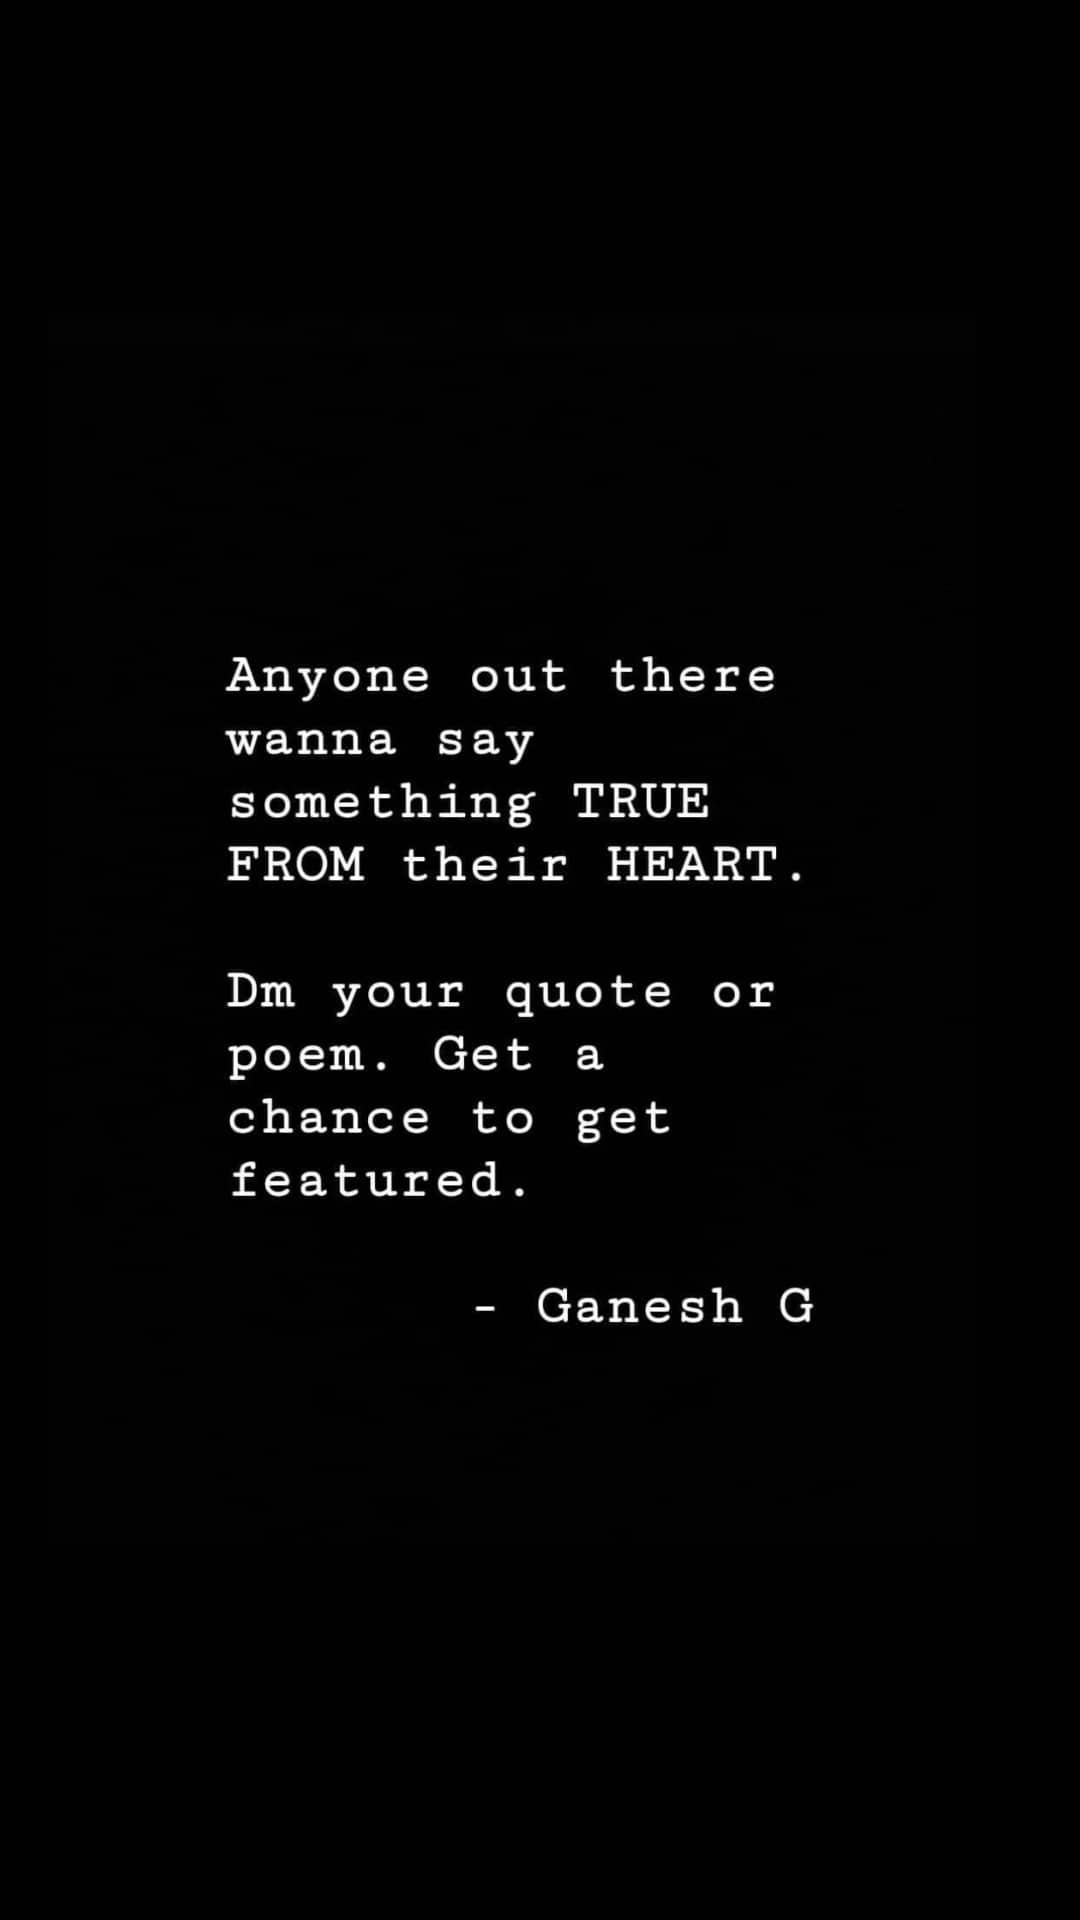 Anyone out there
wanna say
something TRUE
FROM their HEART.
Dm your quote or
poem. Get a
chance to get
featured.
- Ganesh G